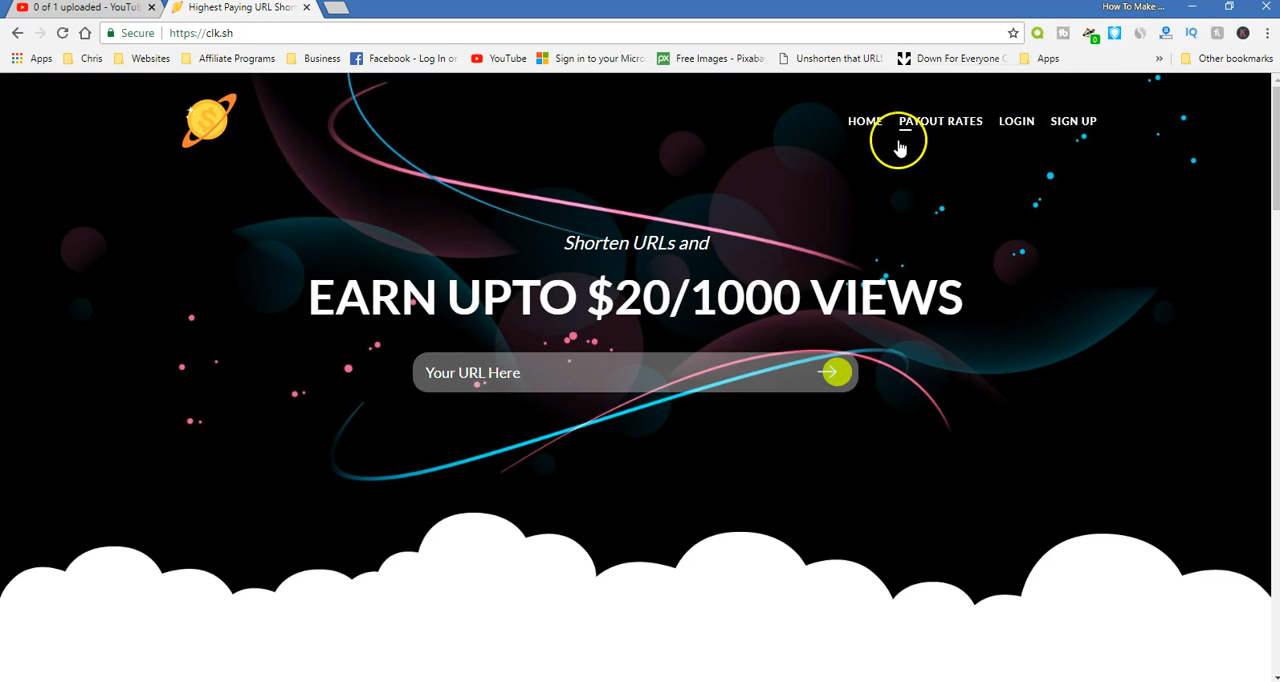 0 of 1 uploaded - YouTub
Highest Paying URL Shor
How To Make ...
Secure
https://clk.sh
Apps
Chris
Websites
Affiliate Programs
Business
Facebook - Log In or
YouTube
Sign in to your Micro
Free Images - Pixaba
Unshorten that URL!
Down For Everyone O
Apps
»
Other bookmarks
HOME
PAYOUT RATES
LOGIN
SIGN UP
Shorten URLs and
EARN UPTO $20/1000 VIEWS
Your URL Here